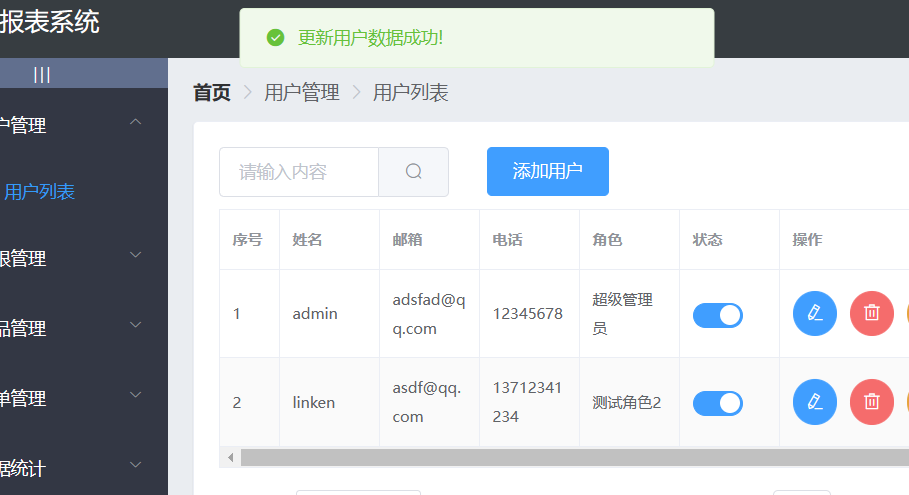 报表系统
更新用户数据成功!
|||
首页 > 用户管理 > 用户列表
户管理
用户列表
限管理
品管理
单管理
据统计
请输入内容
添加用户
序号 姓名 邮箱 电话 角色 状态 操作
1 admin adsfad@q 12345678 超级管理
q.com 员
2 linken asdf@qq. 13712341 测试角色2
com 234